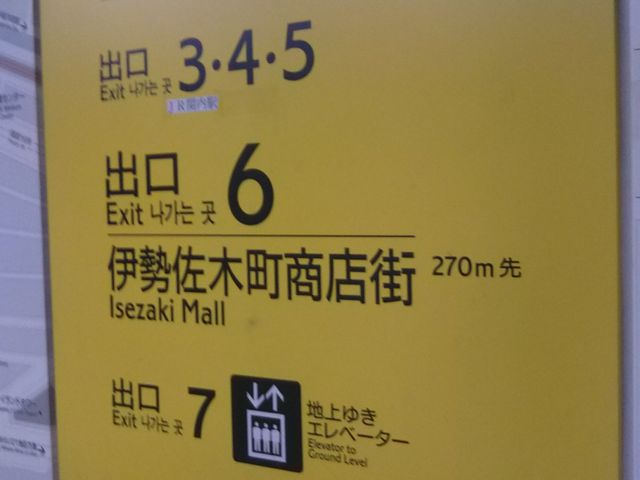 出口 3・4・5
Exit 나가는 곳
JR関内駅
出口 6
Exit 나가는 곳
伊勢佐木町商店街 270m先
Isezaki Mall
出口 7
Exit 나가는 곳
地上ゆき
エレベーター
Elevator to
Ground Level